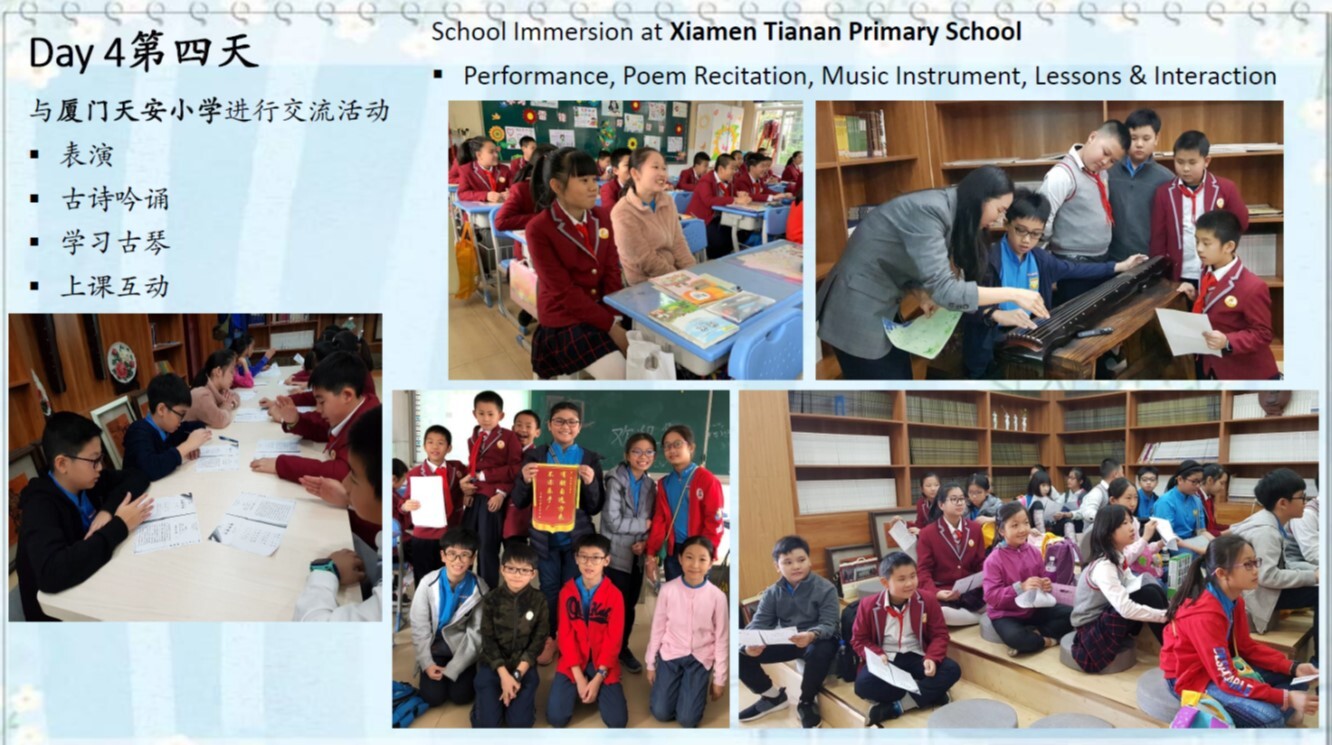 Day 4第四天
与厦门天安小学进行交流活动
▪ 表演
▪ 古诗吟诵
▪ 学习古琴
▪ 上课互动
School Immersion at Xiamen Tianan Primary School
▪ Performance, Poem Recitation, Music Instrument, Lessons & Interaction
欢迎